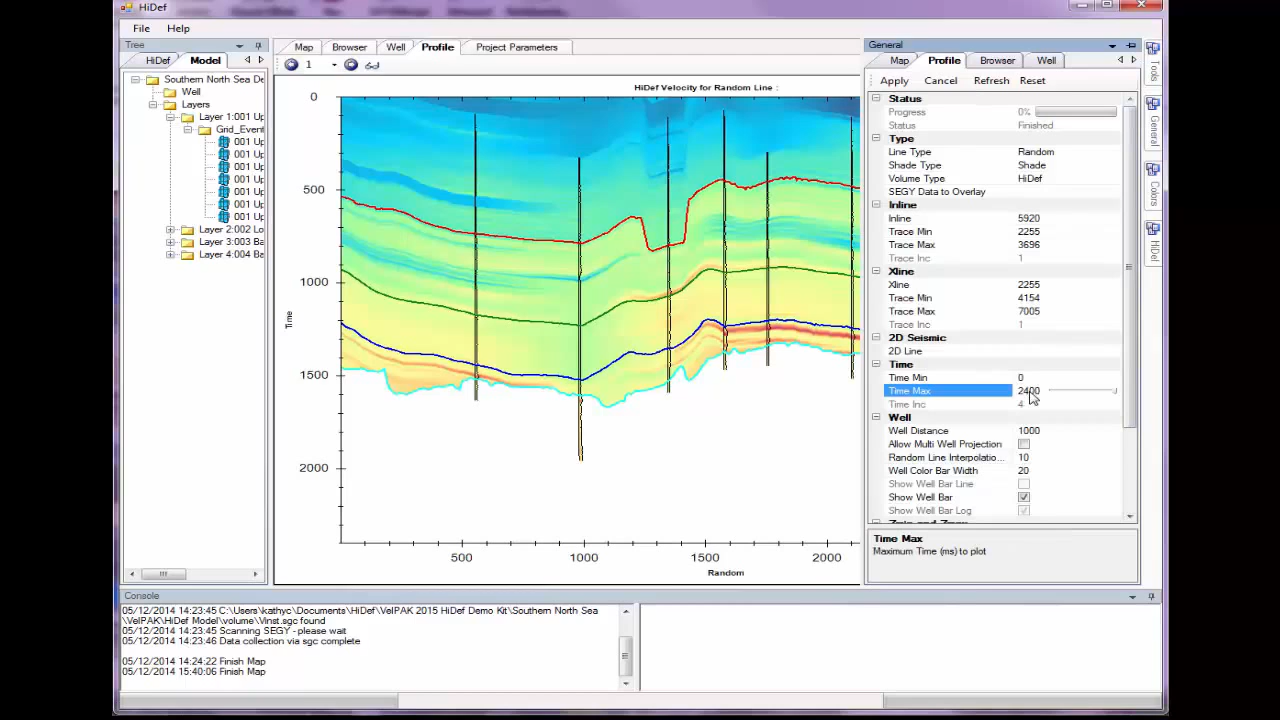 HiDef
File Help
Tree
HiDef Model
Southern North Sea De
Well
Layers
Layer 1:001 Up
Grid_Event
001 Up
001 Up
001 Up
001 Up
001 Up
001 Up
001 Up
Layer 2:002 Lo
Layer 3:003 Ba
Layer 4:004 Ba
Map Browser Well Profile Project Parameters
1
HiDef Velocity for Random Line :
0
500
1000
1500
2000
Time
500 1000 1500 2000
Random
General
Map Profile Browser Well
Apply Cancel Refresh Reset
Status
Progress 0%
Status Finished
Type
Line Type Random
Shade Type Shade
Volume Type HiDef
SEGY Data to Overlay
Inline
Inline 5920
Trace Min 2255
Trace Max 3696
Trace Inc 1
Xline
Xline 2255
Trace Min 4154
Trace Max 7005
Trace Inc 1
2D Seismic
2D Line
Time
Time Min 0
Time Max 2400
Time Inc 4
Well
Well Distance 1000
Allow Multi Well Projection
Random Line Interpolatio... 10
Well Color Bar Width 20
Show Well Bar Line
Show Well Bar
Show Well Bar Log
Time Max
Maximum Time (ms) to plot
Tools
General
Colors
HiDef
Console
05/12/2014 14:23:45 C:\Users\kathyc\Documents\HiDef\VelPAK 2015 HiDef Demo Kit\Southern North Sea
\VelPAK\HiDef Model\volume\Vinst.sgc found
05/12/2014 14:23:45 Scanning SEGY - please wait
05/12/2014 14:23:46 Data collection via sgc complete
05/12/2014 14:24:22 Finish Map
05/12/2014 15:40:06 Finish Map